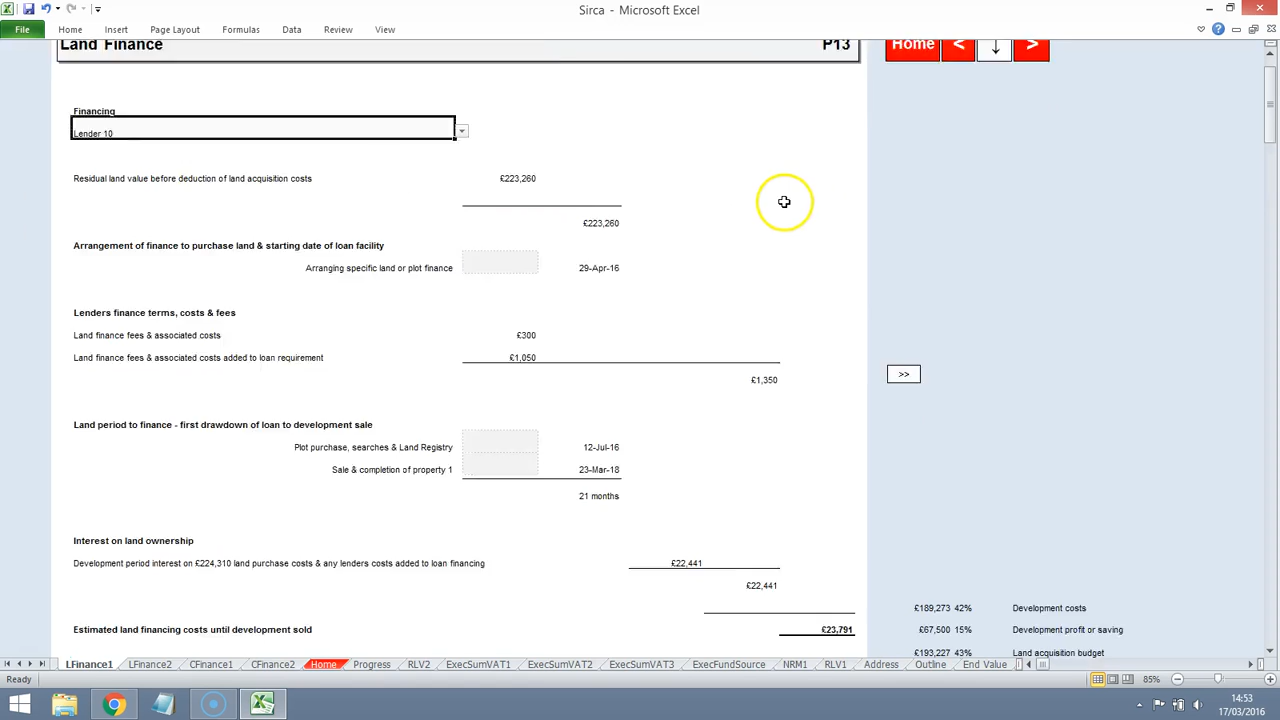 Sirca - Microsoft Excel
File Home Insert Page Layout Formulas Data Review View
Land Finance P13 Home < ↓ >
Financing
Lender 10
Residual land value before deduction of land acquisition costs £223,260
£223,260
Arrangement of finance to purchase land & starting date of loan facility
Arranging specific land or plot finance 29-Apr-16
Lenders finance terms, costs & fees
Land finance fees & associated costs £300
Land finance fees & associated costs added to loan requirement £1,050
>>
£1,350
Land period to finance - first drawdown of loan to development sale
Plot purchase, searches & Land Registry 12-Jul-16
Sale & completion of property 1 23-Mar-18
21 months
Interest on land ownership
Development period interest on £224,310 land purchase costs & any lenders costs added to loan financing £22,441
£22,441
£189,273 42% Development costs
Estimated land financing costs until development sold £23,791 £67,500 15% Development profit or saving
£193,227 43% Land acquisition budget
LFinance1 LFinance2 CFinance1 CFinance2 Home Progress RLV2 ExecSumVAT1 ExecSumVAT2 ExecSumVAT3 ExecFundSource NRM1 RLV1 Address Outline End Value
Ready 85%
14:53
17/03/2016